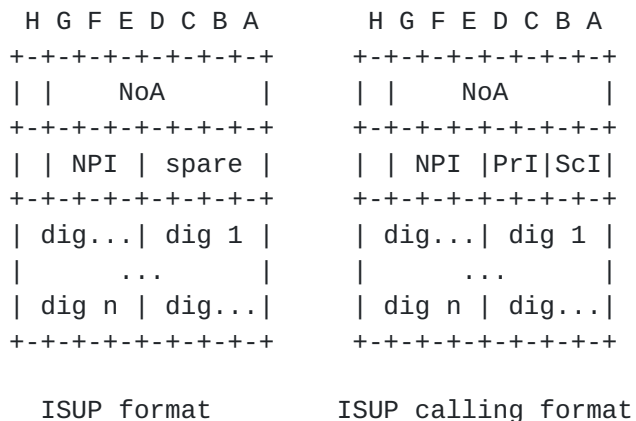 H G F E D C B A        H G F E D C B A
+-+-+-+-+-+-+-+-+     +-+-+-+-+-+-+-+-+
| |    NoA      |     | |    NoA      |
+-+-+-+-+-+-+-+-+     +-+-+-+-+-+-+-+-+
| | NPI | spare |     | | NPI |PrI|ScI|
+-+-+-+-+-+-+-+-+     +-+-+-+-+-+-+-+-+
| dig...| dig 1 |     | dig...| dig 1 |
|      ...      |     |      ...      |
| dig n | dig...|     | dig n | dig...|
+-+-+-+-+-+-+-+-+     +-+-+-+-+-+-+-+-+
ISUP format        ISUP calling format